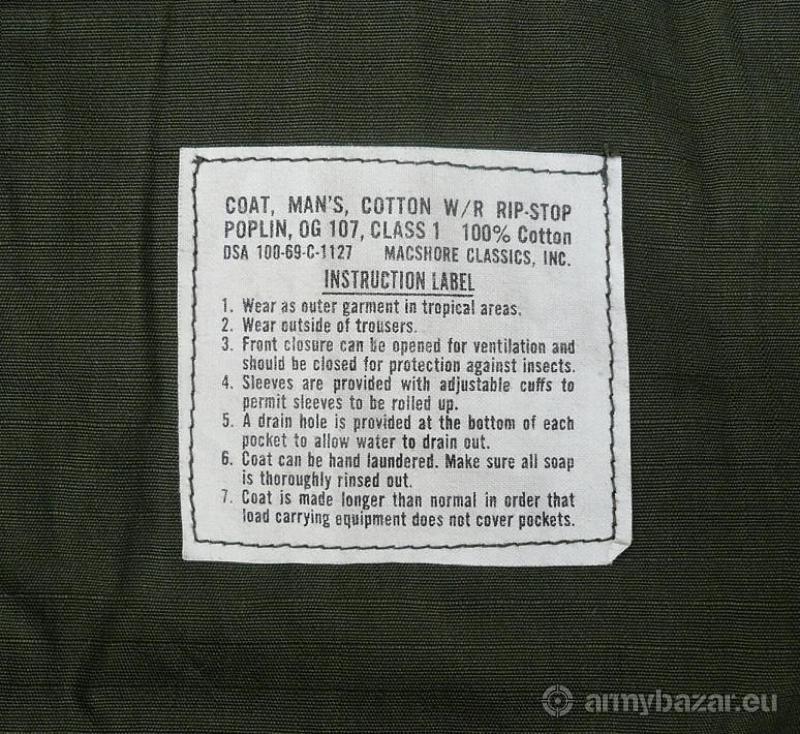 COAT, MAN'S, COTTON W/R RIP-STOP
POPLIN, OG 107, CLASS 1 100% Cotton
DSA 100-69-C-1127 MACSHORE CLASSICS, INC.
INSTRUCTION LABEL
1. Wear as outer garment in tropical areas.
2. Wear outside of trousers.
3. Front closure can be opened for ventilation and
should be closed for protection against insects.
4. Sleeves are provided with adjustable cuffs to
permit sleeves to be rolled up.
5. A drain hole is provided at the bottom of each
pocket to allow water to drain out.
6. Coat can be hand laundered. Make sure all soap
is thoroughly rinsed out.
7. Coat is made longer than normal in order that
load carrying equipment does not cover pockets.
armybazar.eu